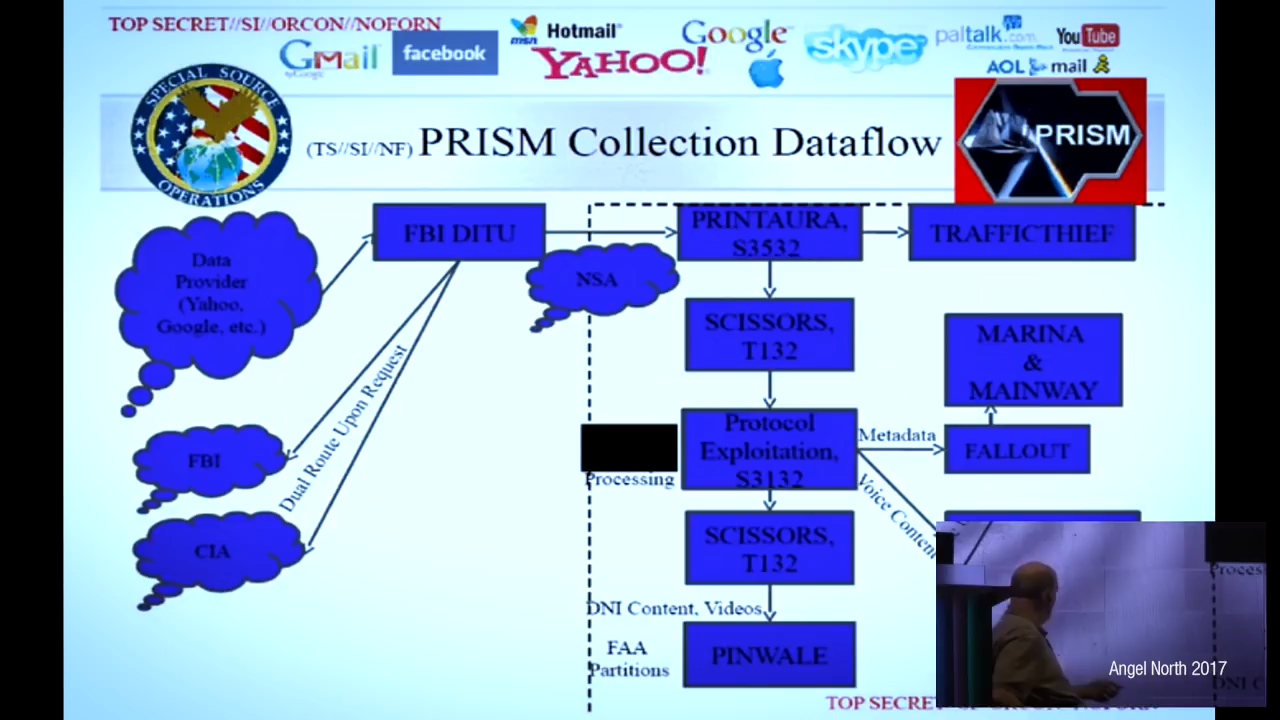 TOP SECRET//SI//ORCON//NOFORN
Gmail
by Google
facebook
msn Hotmail
YAHOO!
Google
skype
paltalk.com
YouTube
AOL mail
SPECIAL SOURCE
OPERATIONS
(TS//SI//NF) PRISM Collection Dataflow
PRISM
FBI DITU
PRINTAURA,
S3532
TRAFFICTHIEF
Data
Provider
(Yahoo,
Google, etc.)
NSA
SCISSORS,
T132
MARINA
&
MAINWAY
Dual Route Upon Request
FBI
Protocol
Exploitation,
S3132
Metadata
FALLOUT
Processing
Voice Content
CIA
SCISSORS,
T132
DNI Content, Videos
FAA
Partitions
PINWALE
Angel North 2017
TOP SECRET